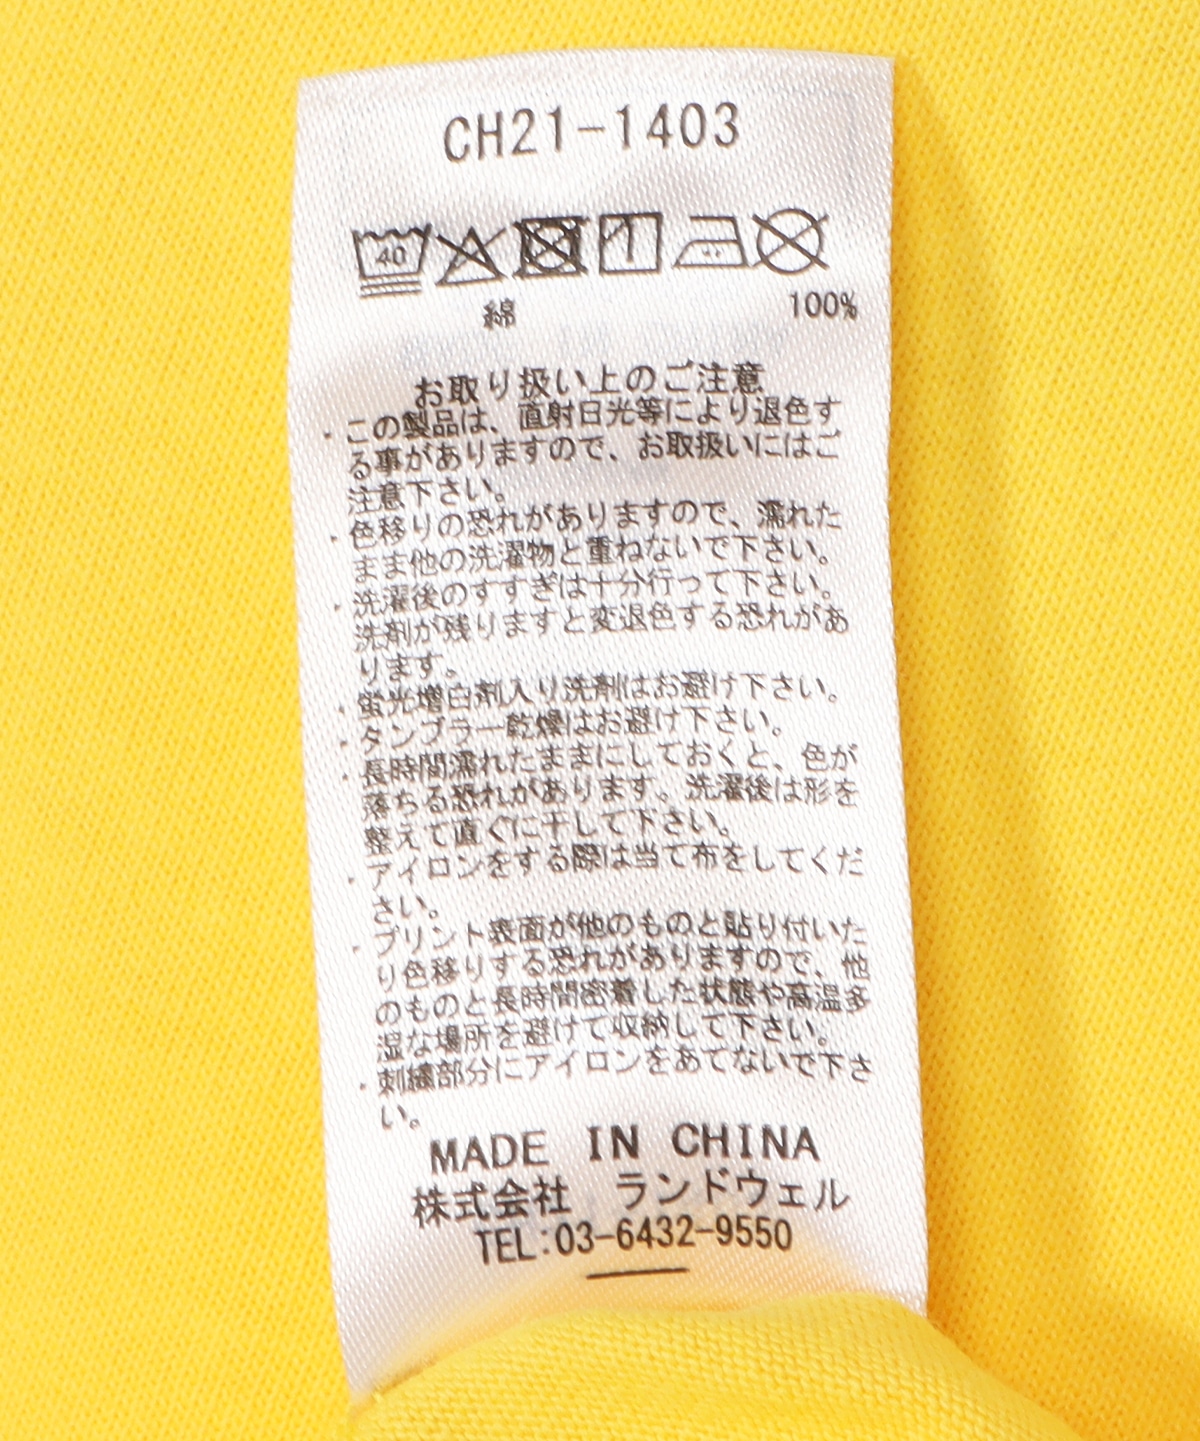 CH21-1403
40
綿 100%
お取り扱い上のご注意
・この製品は、直射日光等により退色す
る事がありますので、お取扱いにはご
注意下さい。
・色移りの恐れがありますので、濡れた
まま他の洗濯物と重ねないで下さい。
・洗濯後のすすぎは十分行って下さい。
洗剤が残りますと変退色する恐れがあ
ります。
・蛍光増白剤入り洗剤はお避け下さい。
・タンブラー乾燥はお避け下さい。
・長時間濡れたままにしておくと、色が
落ちる恐れがあります。洗濯後は形を
整えて直ぐに干して下さい。
・アイロンをする際は当て布をしてくだ
さい。
・プリント表面が他のものと貼り付いた
り色移りする恐れがありますので、他
のものと長時間密着した状態や高温多
湿な場所を避けて収納して下さい。
・刺繍部分にアイロンをあてないで下さ
い。
MADE IN CHINA
株式会社 ランドウェル
TEL:03-6432-9550